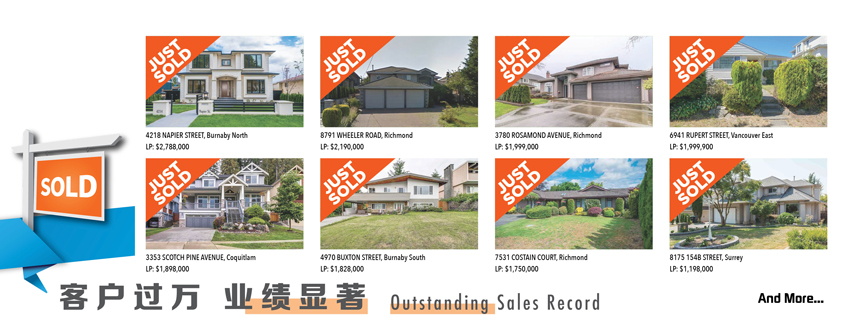 JUST SOLD
JUST SOLD
JUST SOLD
JUST SOLD
4218 NAPIER STREET, Burnaby North
LP: $2,788,000
8791 WHEELER ROAD, Richmond
LP: $2,190,000
3780 ROSAMOND AVENUE, Richmond
LP: $1,999,000
6941 RUPERT STREET, Vancouver East
LP: $1,999,900
SOLD
JUST SOLD
JUST SOLD
JUST SOLD
JUST SOLD
3353 SCOTCH PINE AVENUE, Coquitlam
LP: $1,898,000
4970 BUXTON STREET, Burnaby South
LP: $1,828,000
7531 COSTAIN COURT, Richmond
LP: $1,750,000
8175 154B STREET, Surrey
LP: $1,198,000
客户过万 业绩显著 Outstanding Sales Record
And More...